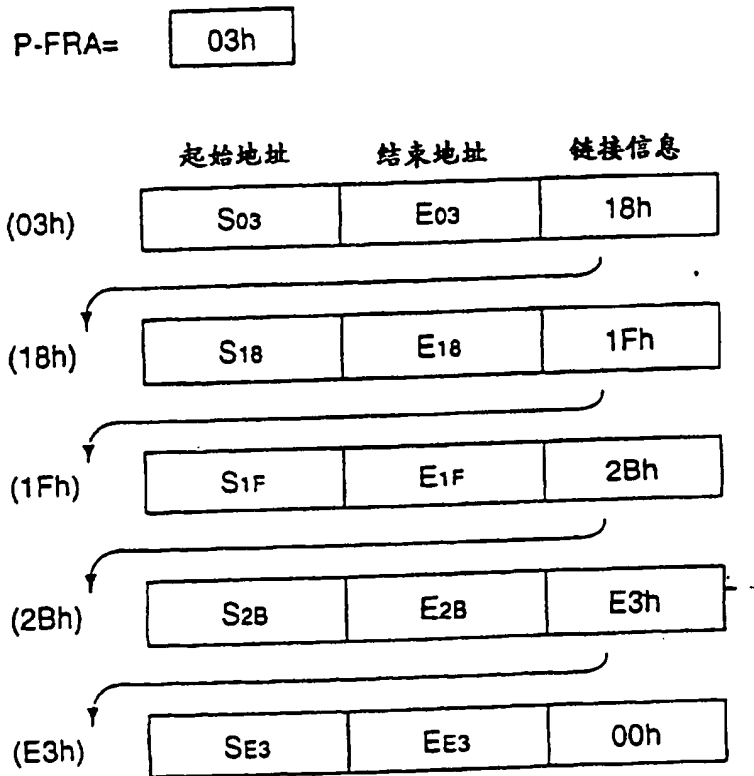 P-FRA= 03h
起始地址 结束地址 链接信息
(03h) S03 E03 18h
(18h) S18 E18 1Fh
(1Fh) S1F E1F 2Bh
(2Bh) S2B E2B E3h
(E3h) SE3 EE3 00h